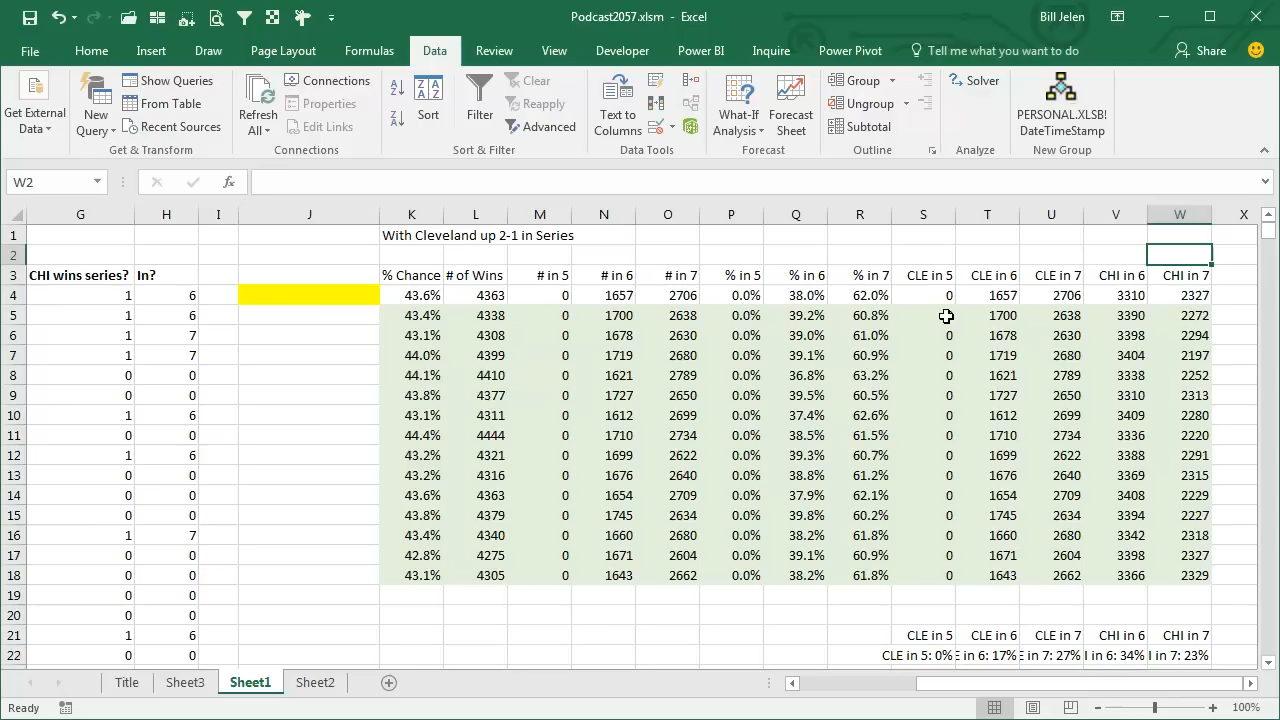 Podcast2057.xlsm - Excel
Bill Jelen
File Home Insert Draw Page Layout Formulas Data Review View Developer Power BI Inquire Power Pivot Tell me what you want to do Share
Get External Data
New Query
Show Queries
From Table
Recent Sources
Get & Transform
Refresh All
Connections
Properties
Edit Links
Connections
Sort
Filter
Clear
Reapply
Advanced
Sort & Filter
Text to Columns
Data Tools
What-If Analysis
Forecast Sheet
Forecast
Group
Ungroup
Subtotal
Outline
Solver
Analyze
PERSONAL.XLSB! DateTimeStamp
New Group
W2
fx
G H I J K L M N O P Q R S T U V W X
1 With Cleveland up 2-1 in Series
2
3 CHI wins series? In? % Chance # of Wins # in 5 # in 6 # in 7 % in 5 % in 6 % in 7 CLE in 5 CLE in 6 CLE in 7 CHI in 6 CHI in 7
4 1 6 43.6% 4363 0 1657 2706 0.0% 38.0% 62.0% 0 1657 2706 3310 2327
5 1 6 43.4% 4338 0 1700 2638 0.0% 39.2% 60.8% 0 1700 2638 3390 2272
6 1 7 43.1% 4308 0 1678 2630 0.0% 39.0% 61.0% 0 1678 2630 3398 2294
7 1 7 44.0% 4399 0 1719 2680 0.0% 39.1% 60.9% 0 1719 2680 3404 2197
8 0 0 44.1% 4410 0 1621 2789 0.0% 36.8% 63.2% 0 1621 2789 3338 2252
9 0 0 43.8% 4377 0 1727 2650 0.0% 39.5% 60.5% 0 1727 2650 3310 2313
10 1 6 43.1% 4311 0 1612 2699 0.0% 37.4% 62.6% 0 1612 2699 3409 2280
11 0 0 44.4% 4444 0 1710 2734 0.0% 38.5% 61.5% 0 1710 2734 3336 2220
12 1 6 43.2% 4321 0 1699 2622 0.0% 39.3% 60.7% 0 1699 2622 3388 2291
13 0 0 43.2% 4316 0 1676 2640 0.0% 38.8% 61.2% 0 1676 2640 3369 2315
14 0 0 43.6% 4363 0 1654 2709 0.0% 37.9% 62.1% 0 1654 2709 3408 2229
15 0 0 43.8% 4379 0 1745 2634 0.0% 39.8% 60.2% 0 1745 2634 3394 2227
16 1 7 43.4% 4340 0 1660 2680 0.0% 38.2% 61.8% 0 1660 2680 3342 2318
17 0 0 42.8% 4275 0 1671 2604 0.0% 39.1% 60.9% 0 1671 2604 3398 2327
18 0 0 43.1% 4305 0 1643 2662 0.0% 38.2% 61.8% 0 1643 2662 3366 2329
19 0 0
20 0 0
21 1 6 CLE in 5 CLE in 6 CLE in 7 CHI in 6 CHI in 7
22 0 0 CLE in 5: 0% E in 6: 17% E in 7: 27% I in 6: 34% I in 7: 23%
Title Sheet3 Sheet1 Sheet2
Ready
100%